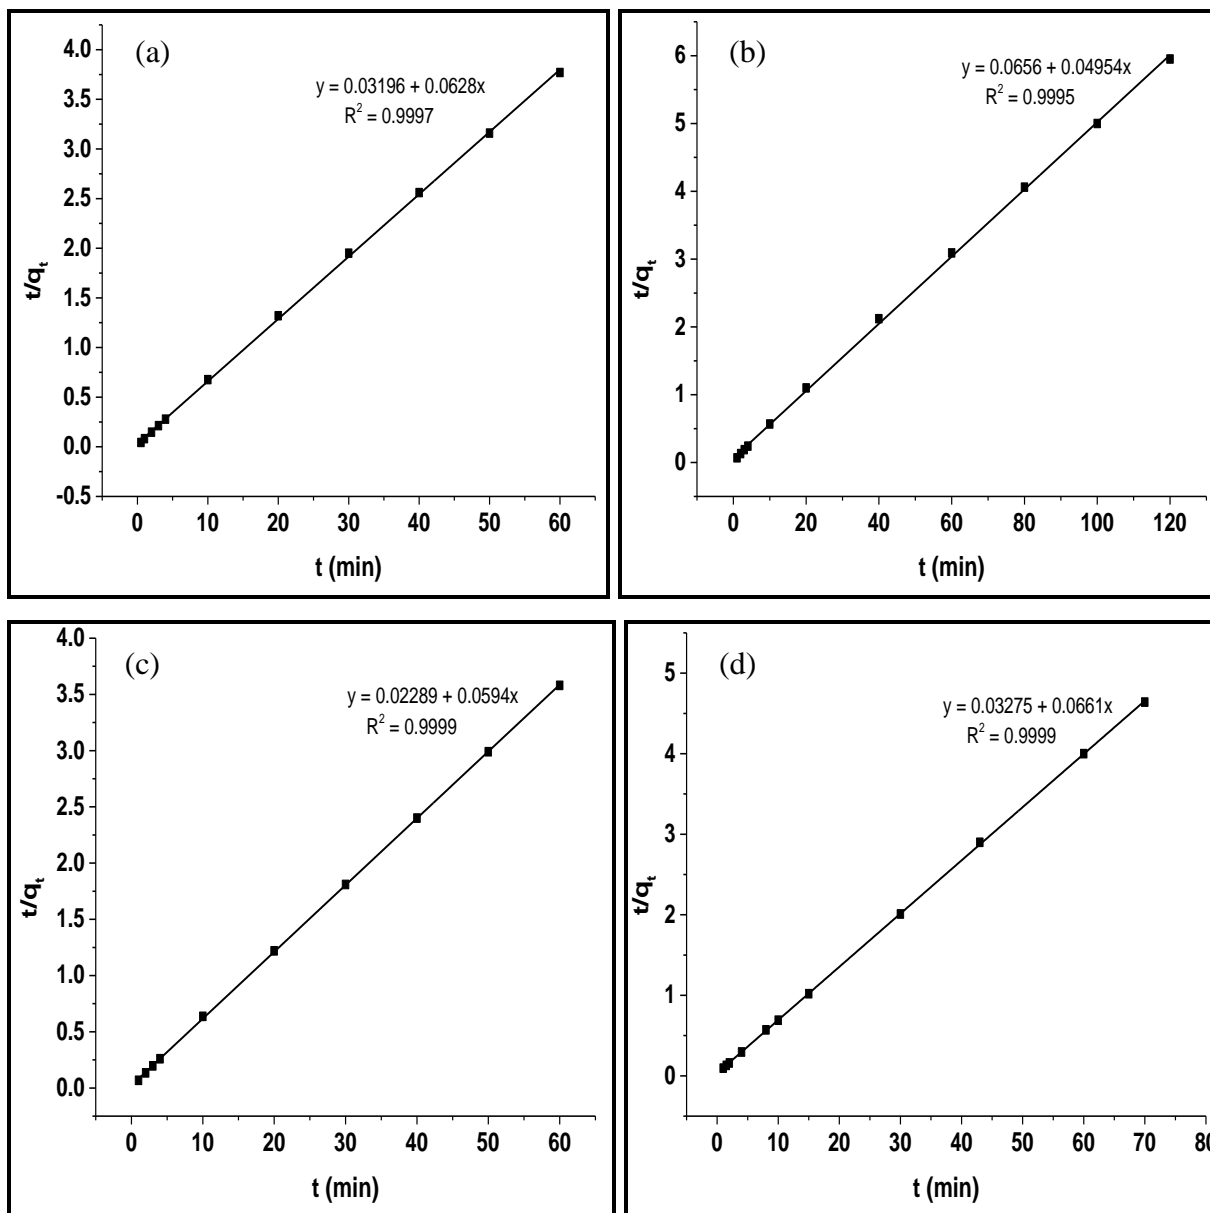 (a)
y = 0.03196 + 0.0628x
R² = 0.9997
4.0
3.5
3.0
2.5
2.0
1.5
1.0
0.5
0.0
-0.5
t/qₜ
0 10 20 30 40 50 60
t (min)
(b)
y = 0.0656 + 0.04954x
R² = 0.9995
6
5
4
3
2
1
0
t/qₜ
0 20 40 60 80 100 120
t (min)
(c)
y = 0.02289 + 0.0594x
R² = 0.9999
4.0
3.5
3.0
2.5
2.0
1.5
1.0
0.5
0.0
t/qₜ
0 10 20 30 40 50 60
t (min)
(d)
y = 0.03275 + 0.0661x
R² = 0.9999
5
4
3
2
1
0
t/qₜ
0 10 20 30 40 50 60 70 80
t (min)